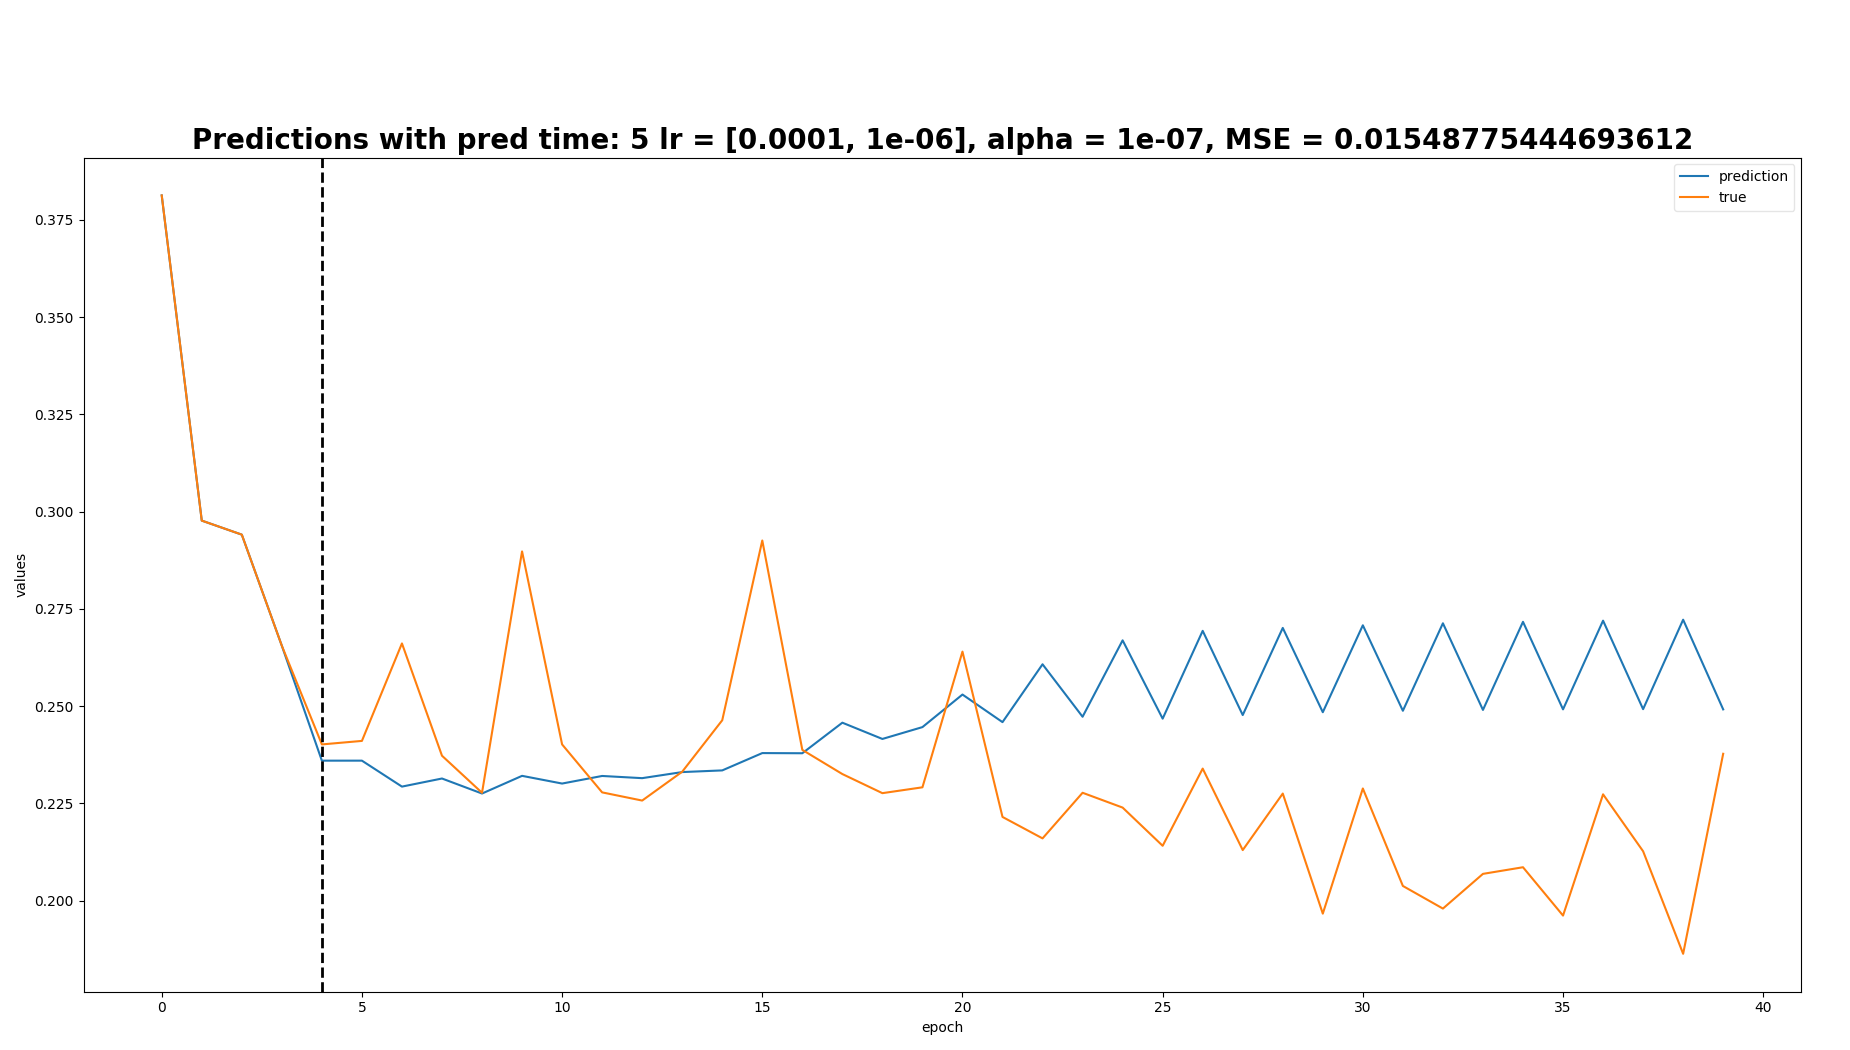 Predictions with pred time: 5 lr = [0.0001, 1e-06], alpha = 1e-07, MSE = 0.01548775444693612
prediction
true
0.375
0.350
0.325
0.300
0.275
0.250
0.225
0.200
values
0 5 10 15 20 25 30 35 40
epoch